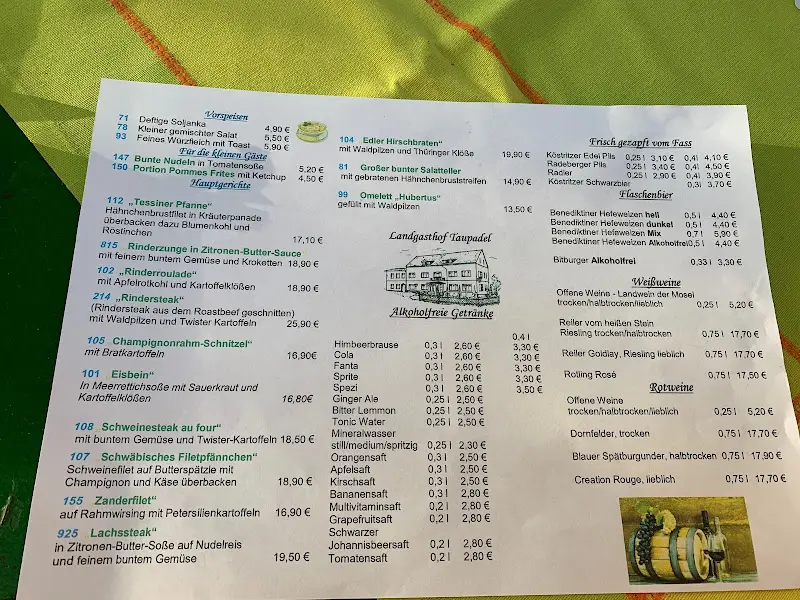 Vorspeisen
71 Deftige Soljanka 4,90 €
78 Kleiner gemischter Salat 5,50 €
93 Feines Würzfleich mit Toast 5,90 €
Für die kleinen Gäste
147 Bunte Nudeln in Tomatensoße 5,20 €
150 Portion Pommes Frites mit Ketchup 4,50 €
Hauptgerichte
112 „Tessiner Pfanne"
Hähnchenbrustfilet in Kräuterpanade
überbacken dazu Blumenkohl und
Röstinchen 17,10 €
815 Rinderzunge in Zitronen-Butter-Sauce
mit feinem buntem Gemüse und Kroketten 18,90 €
102 „Rinderroulade"
mit Apfelrotkohl und Kartoffelklößen 18,90 €
214 „Rindersteak"
(Rindersteak aus dem Roastbeef geschnitten)
mit Waldpilzen und Twister Kartoffeln 25,90 €
105 „Champignonrahm-Schnitzel"
mit Bratkartoffeln 16,90€
101 „Eisbein"
In Meerrettichsoße mit Sauerkraut und
Kartoffelklößen 16,80€
108 „Schweinesteak au four"
mit buntem Gemüse und Twister-Kartoffeln 18,50 €
107 „Schwäbisches Filetpfännchen"
Schweinefilet auf Butterspätzle mit
Champignon und Käse überbacken 18,90 €
155 „Zanderfilet"
auf Rahmwirsing mit Petersilienkartoffeln 16,90 €
925 „Lachssteak"
in Zitronen-Butter-Soße auf Nudelreis
und feinem buntem Gemüse 19,50 €
104 „Edler Hirschbraten"
mit Waldpilzen und Thüringer Klöße 19,90 €
81 Großer bunter Salatteller
mit gebratenen Hähnchenbruststreifen 14,90 €
99 Omelett „Hubertus"
gefüllt mit Waldpilzen 13,50 €
Landgasthof Taupadel
Alkoholfreie Getränke
0,4 l
Himbeerbrause 0,3 l 2,60 € 3,30 €
Cola 0,3 l 2,60 € 3,30 €
Fanta 0,3 l 2,60 € 3,30 €
Sprite 0,3 l 2,60 € 3,30 €
Spezi 0,3 l 2,60 € 3,50 €
Ginger Ale 0,25 l 2,50 €
Bitter Lemmon 0,25 l 2,50 €
Tonic Water 0,25 l 2,50 €
Mineralwasser
still/medium/spritzig 0,25 l 2,30 €
Orangensaft 0,3 l 2,50 €
Apfelsaft 0,3 l 2,50 €
Kirschsaft 0,3 l 2,50 €
Bananensaft 0,3 l 2,80 €
Multivitaminsaft 0,2 l 2,80 €
Grapefruitsaft 0,2 l 2,80 €
Schwarzer
Johannisbeersaft 0,2 l 2,80 €
Tomatensaft 0,2 l 2,80 €
Frisch gezapft vom Fass
Köstritzer Edel Pils 0,25 l 3,10 € 0,4l 4,10 €
Radeberger Pils 0,25 l 3,40 € 0,4l 4,50 €
Radler 0,25 l 2,90 € 0,4l 3,90 €
Köstritzer Schwarzbier 0,3l 3,70 €
Flaschenbier
Benediktiner Hefeweizen hell 0,5 l 4,40 €
Benediktiner Hefeweizen dunkel 0,5 l 4,40 €
Benediktiner Hefeweizen Mix 0,7 l 5,90 €
Benediktiner Hefeweizen Alkoholfrei 0,5 l 4,40 €
Bitburger Alkoholfrei 0,33 l 3,30 €
Weißweine
Offene Weine - Landwein der Mosel
trocken/halbtrocken/lieblich 0,25 l 5,20 €
Reiler vom heißen Stein
Riesling trocken/halbtrocken 0,75 l 17,70 €
Reiler Goldlay, Riesling lieblich 0,75 l 17,70 €
Rotling Rosé 0,75 l 17,50 €
Rotweine
Offene Weine
trocken/halbtrocken/lieblich 0,25 l 5,20 €
Dornfelder, trocken 0,75 l 17,70 €
Blauer Spätburgunder, halbtrocken 0,75 l 17,90 €
Creation Rouge, lieblich 0,75 l 17,70 €